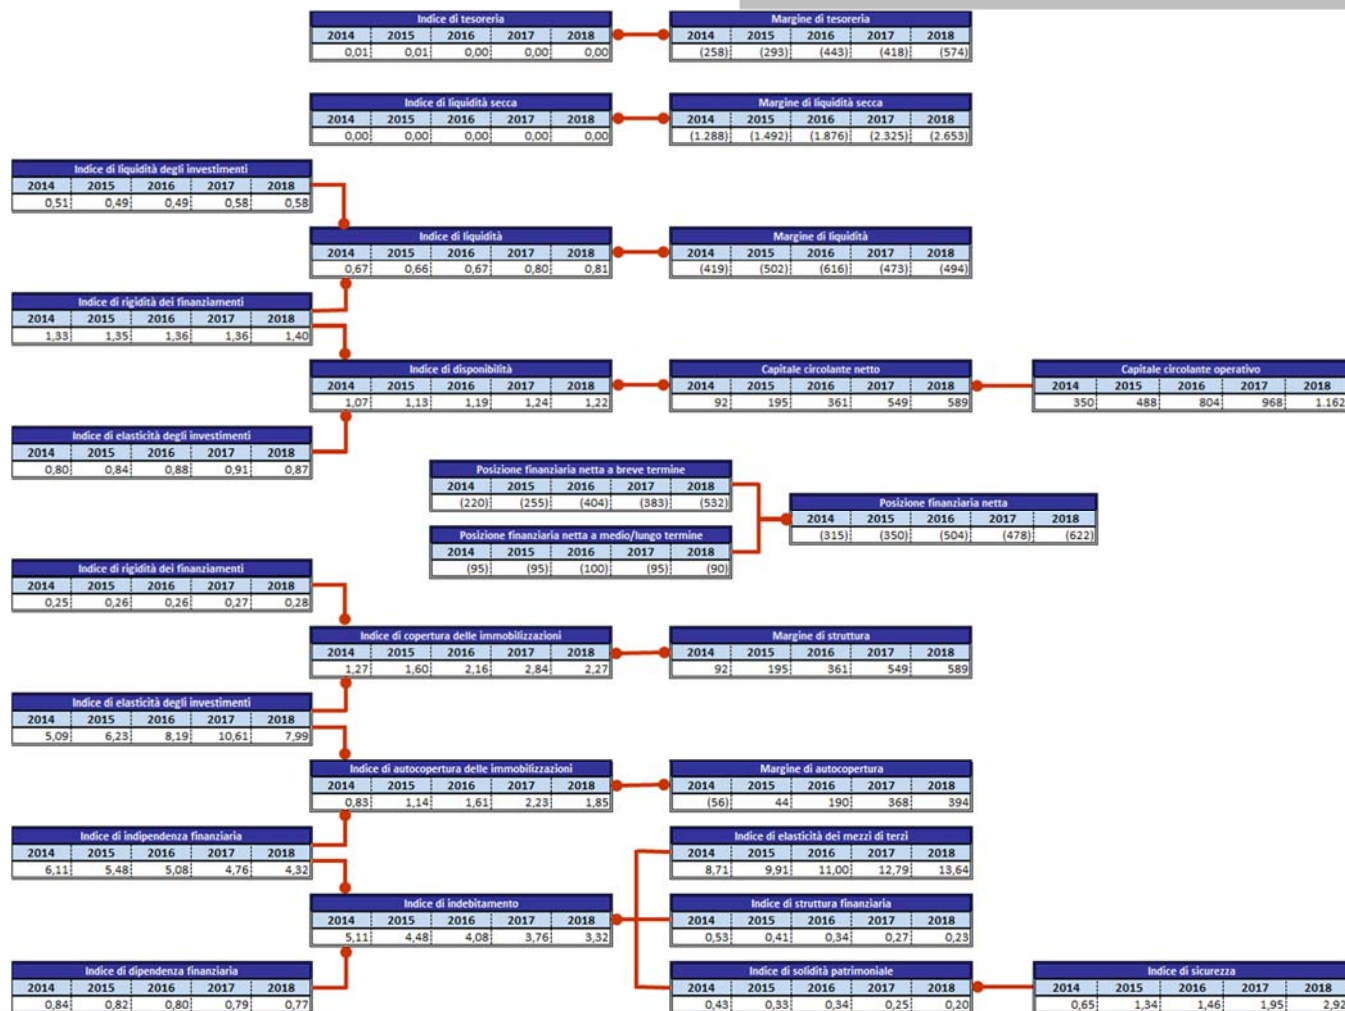 Indice di tesoreria
2014 2015 2016 2017 2018
0,01 0,01 0,00 0,00 0,00
Margine di tesoreria
2014 2015 2016 2017 2018
(258) (293) (443) (418) (574)
Indice di liquidità secca
2014 2015 2016 2017 2018
0,00 0,00 0,00 0,00 0,00
Margine di liquidità secca
2014 2015 2016 2017 2018
(1.288) (1.492) (1.876) (2.325) (2.653)
Indice di liquidità degli investimenti
2014 2015 2016 2017 2018
0,51 0,49 0,49 0,58 0,58
Indice di liquidità
2014 2015 2016 2017 2018
0,67 0,66 0,67 0,80 0,81
Margine di liquidità
2014 2015 2016 2017 2018
(419) (502) (616) (473) (494)
Indice di rigidità dei finanziamenti
2014 2015 2016 2017 2018
1,33 1,35 1,36 1,36 1,40
Indice di disponibilità
2014 2015 2016 2017 2018
1,07 1,13 1,19 1,24 1,22
Capitale circolante netto
2014 2015 2016 2017 2018
92 195 361 549 589
Capitale circolante operativo
2014 2015 2016 2017 2018
350 488 804 968 1.162
Indice di elasticità degli investimenti
2014 2015 2016 2017 2018
0,80 0,84 0,88 0,91 0,87
Posizione finanziaria netta a breve termine
2014 2015 2016 2017 2018
(220) (255) (404) (383) (532)
Posizione finanziaria netta
2014 2015 2016 2017 2018
(315) (350) (504) (478) (622)
Posizione finanziaria netta a medio/lungo termine
2014 2015 2016 2017 2018
(95) (95) (100) (95) (90)
Indice di rigidità dei finanziamenti
2014 2015 2016 2017 2018
0,25 0,26 0,26 0,27 0,28
Indice di copertura delle immobilizzazioni
2014 2015 2016 2017 2018
1,27 1,60 2,16 2,84 2,27
Margine di struttura
2014 2015 2016 2017 2018
92 195 361 549 589
Indice di elasticità degli investimenti
2014 2015 2016 2017 2018
5,09 6,23 8,19 10,61 7,99
Indice di autocopertura delle immobilizzazioni
2014 2015 2016 2017 2018
0,83 1,14 1,61 2,23 1,85
Margine di autocopertura
2014 2015 2016 2017 2018
(56) 44 190 368 394
Indice di indipendenza finanziaria
2014 2015 2016 2017 2018
6,11 5,48 5,08 4,76 4,32
Indice di elasticità dei mezzi di terzi
2014 2015 2016 2017 2018
8,71 9,91 11,00 12,79 13,64
Indice di indebitamento
2014 2015 2016 2017 2018
5,11 4,48 4,08 3,76 3,32
Indice di struttura finanziaria
2014 2015 2016 2017 2018
0,53 0,41 0,34 0,27 0,23
Indice di dipendenza finanziaria
2014 2015 2016 2017 2018
0,84 0,82 0,80 0,79 0,77
Indice di solidità patrimoniale
2014 2015 2016 2017 2018
0,43 0,33 0,34 0,25 0,20
Indice di sicurezza
2014 2015 2016 2017 2018
0,65 1,34 1,46 1,95 2,92